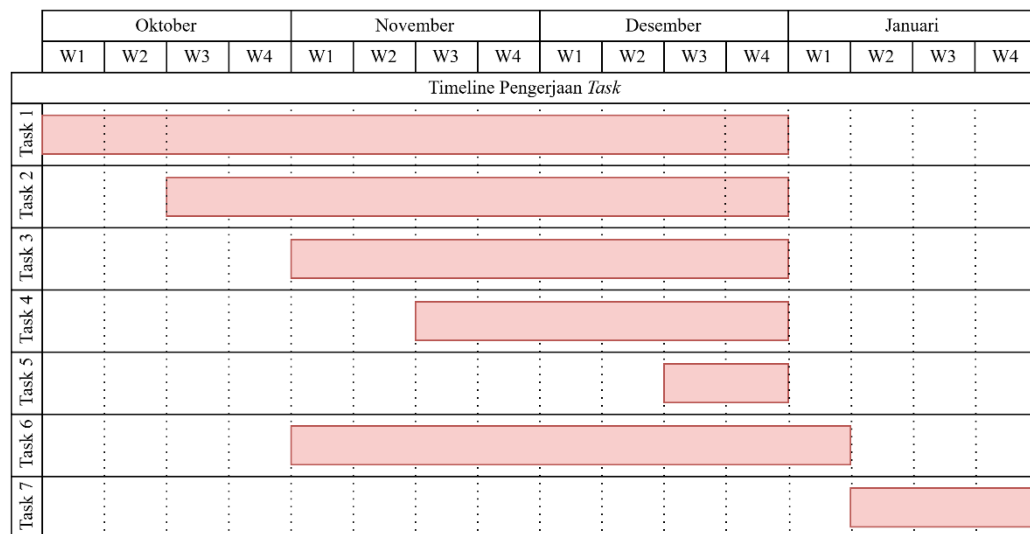 Oktober November Desember Januari
W1 W2 W3 W4 W1 W2 W3 W4 W1 W2 W3 W4 W1 W2 W3 W4
Timeline Pengerjaan Task
Task 1
Task 2
Task 3
Task 4
Task 5
Task 6
Task 7